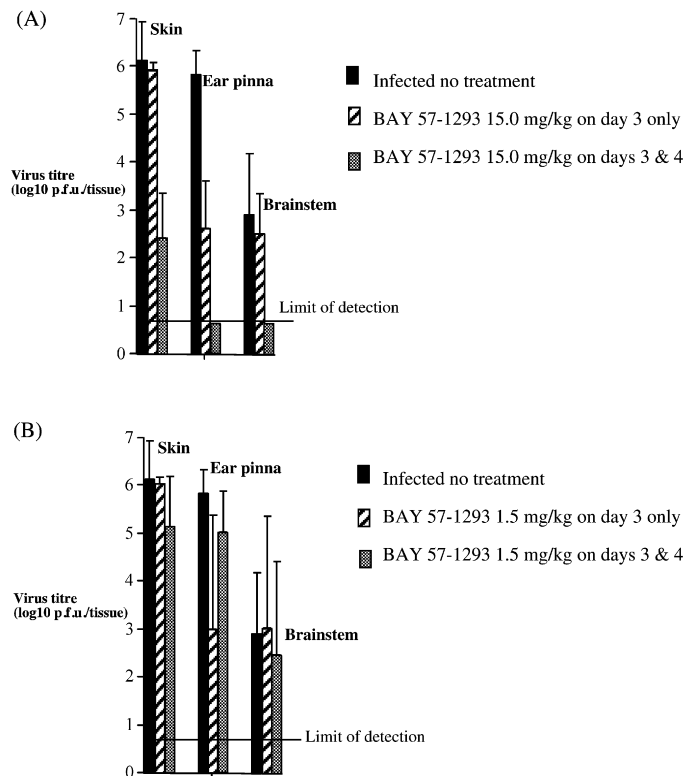 (A)
7
Skin
6
Ear pinna
Infected no treatment
5
BAY 57-1293 15.0 mg/kg on day 3 only
4
BAY 57-1293 15.0 mg/kg on days 3 & 4
Virus titre
(log10 p.f.u./tissue)
3
Brainstem
2
1
Limit of detection
0
(B)
7
Skin
Ear pinna
6
Infected no treatment
5
BAY 57-1293 1.5 mg/kg on day 3 only
4
BAY 57-1293 1.5 mg/kg on days 3 & 4
Virus titre
(log10 p.f.u./tissue)
3
Brainstem
2
1
Limit of detection
0